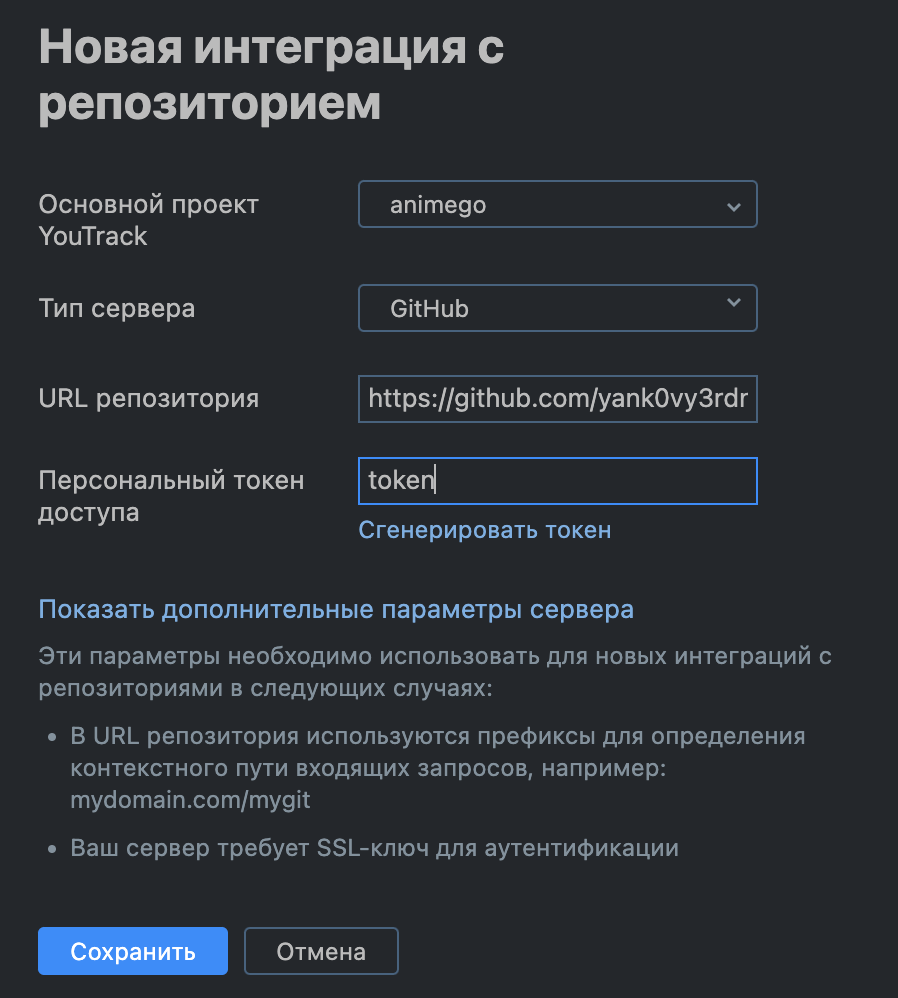 Новая интеграция с
репозиторием
Основной проект
YouTrack
animego
Тип сервера
GitHub
URL репозитория
https://github.com/yank0vy3rdr
Персональный токен
доступа
token
Сгенерировать токен
Показать дополнительные параметры сервера
Эти параметры необходимо использовать для новых интеграций с
репозиториями в следующих случаях:
• В URL репозитория используются префиксы для определения
контекстного пути входящих запросов, например:
mydomain.com/mygit
• Ваш сервер требует SSL-ключ для аутентификации
Сохранить
Отмена